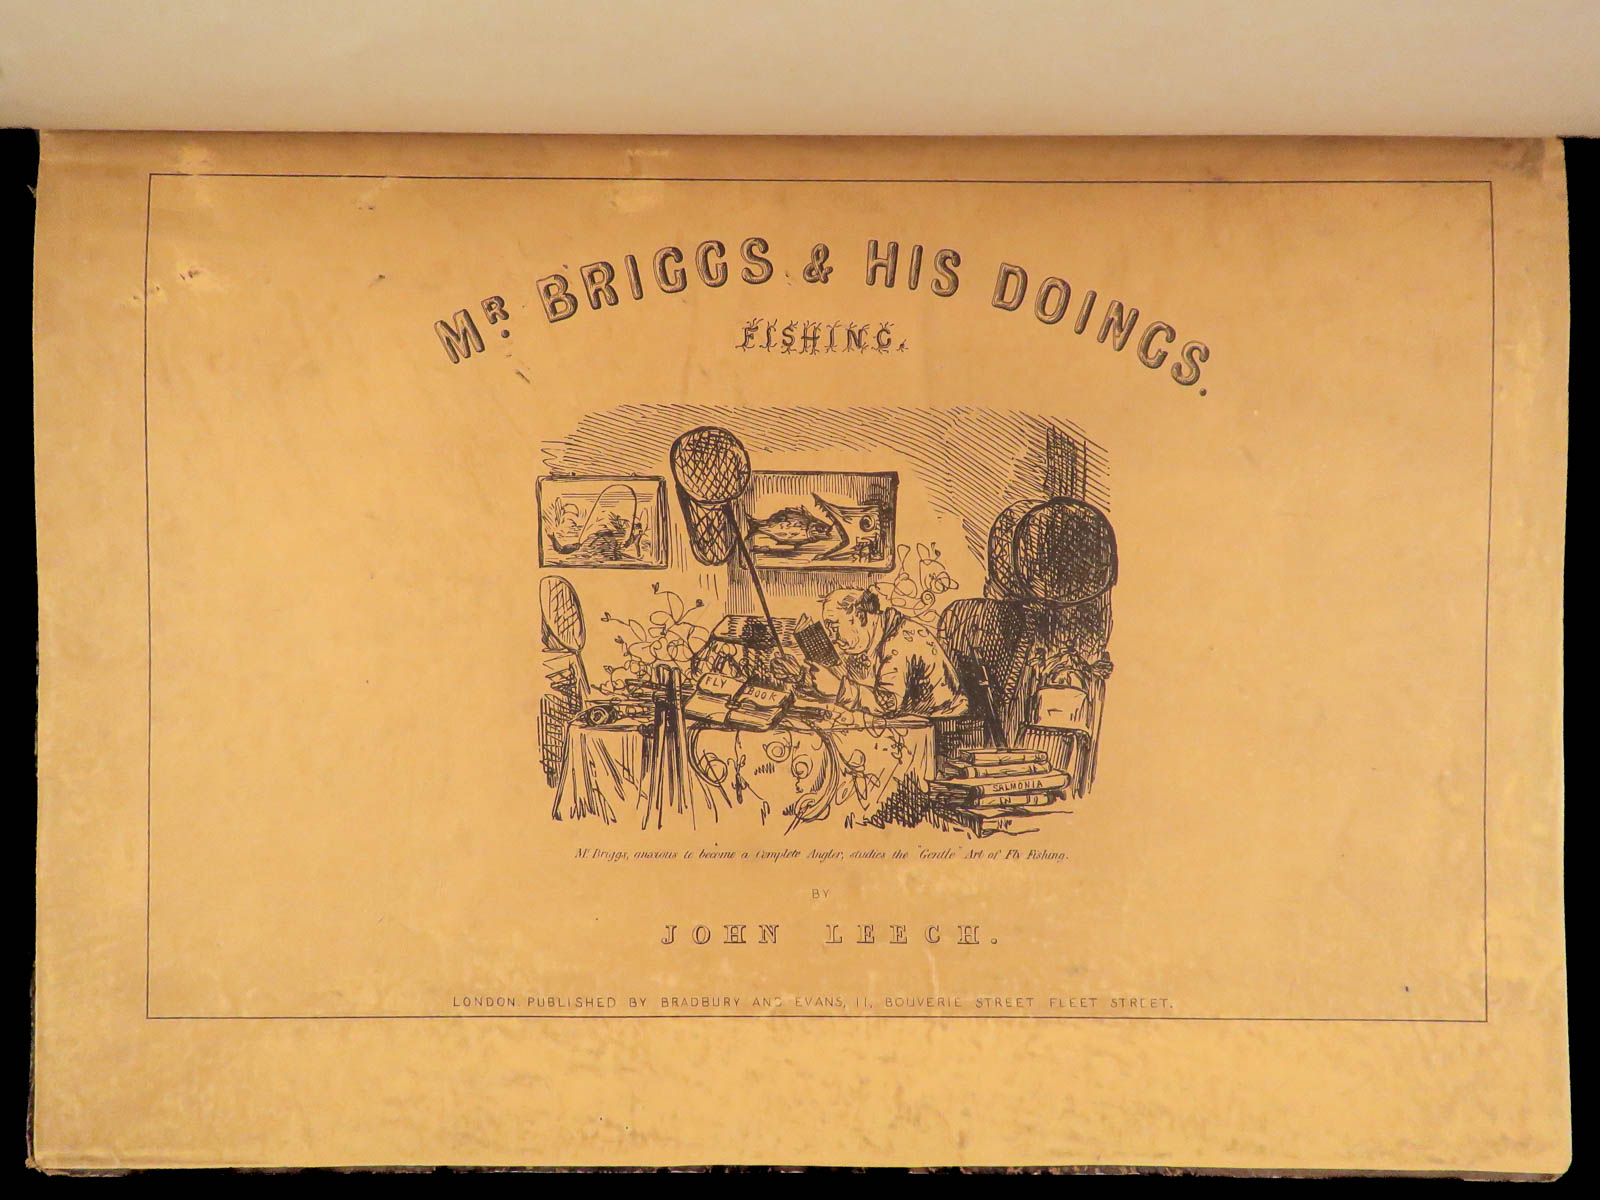 MR. BRIGGS & HIS DOINGS.
FISHING.
FLY BOOK
SALMONIA
Mr. Briggs, anxious to become a Complete Angler, studies the "Gentle" Art of Fly Fishing.
BY
JOHN LEECH.
LONDON. PUBLISHED BY BRADBURY AND EVANS, 11, BOUVERIE STREET FLEET STREET.